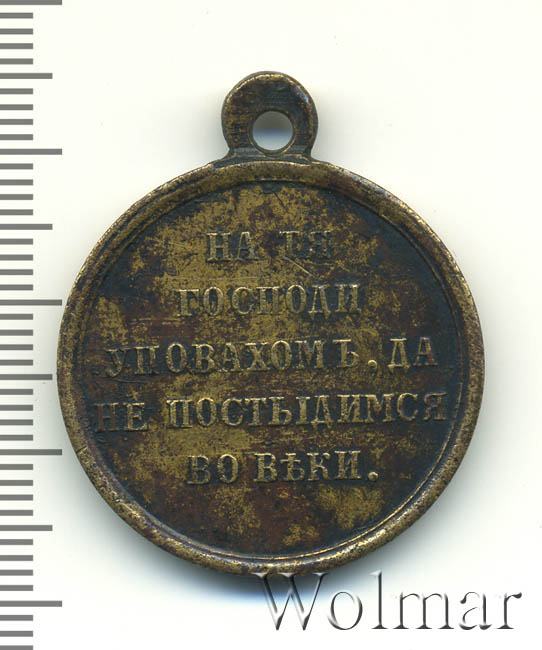 НА ТЯ
ГОСПОДИ
УПОВАХОМЪ, ДА
НЕ ПОСТЫДИМСЯ
ВО ВѢКИ.
Wolmar